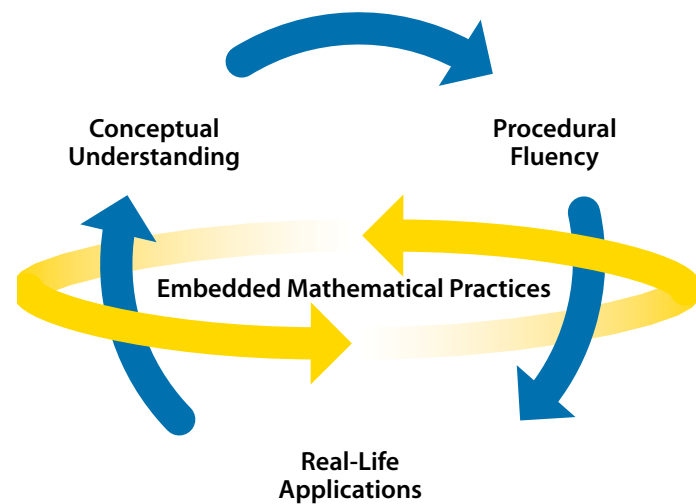 Conceptual
Understanding
Procedural
Fluency
Embedded Mathematical Practices
Real-Life
Applications